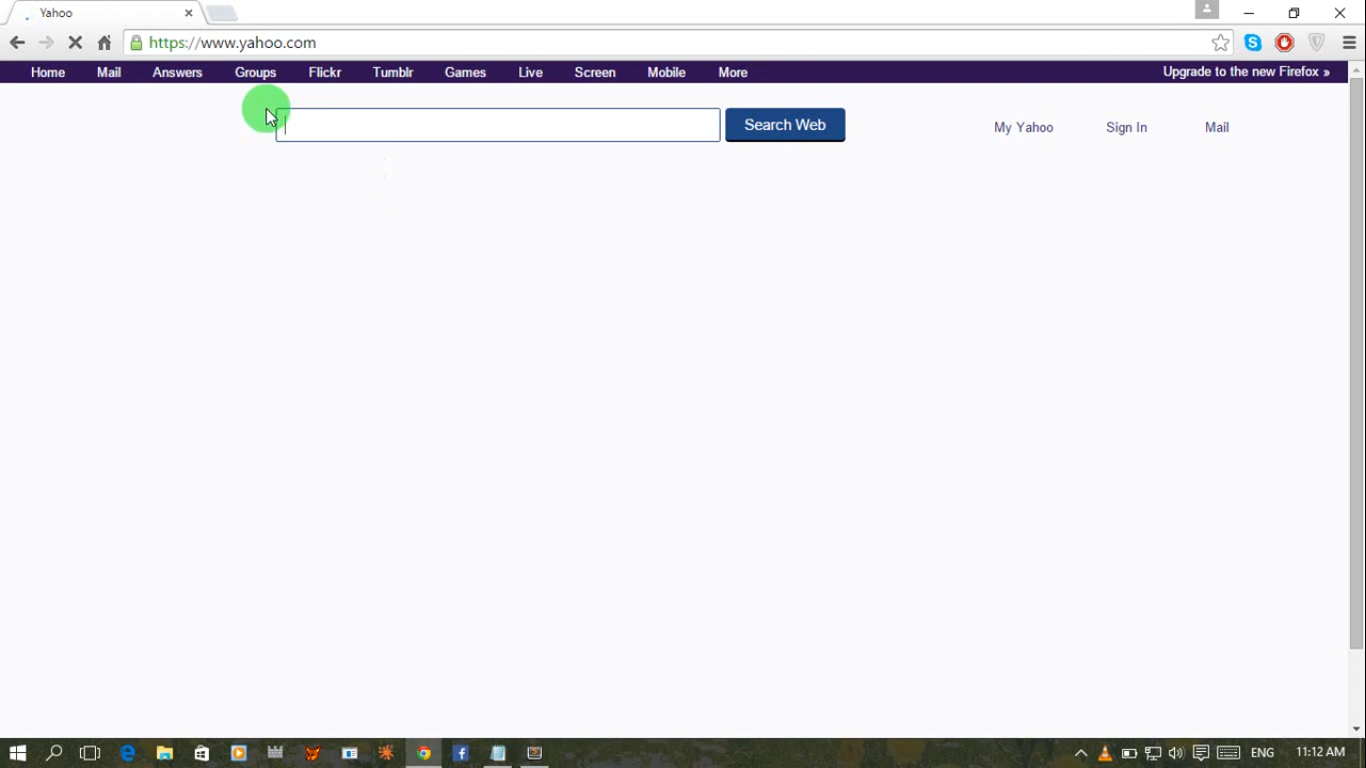 Yahoo
https://www.yahoo.com
Home Mail Answers Groups Flickr Tumblr Games Live Screen Mobile More Upgrade to the new Firefox »
Search Web My Yahoo Sign In Mail
ENG 11:12 AM